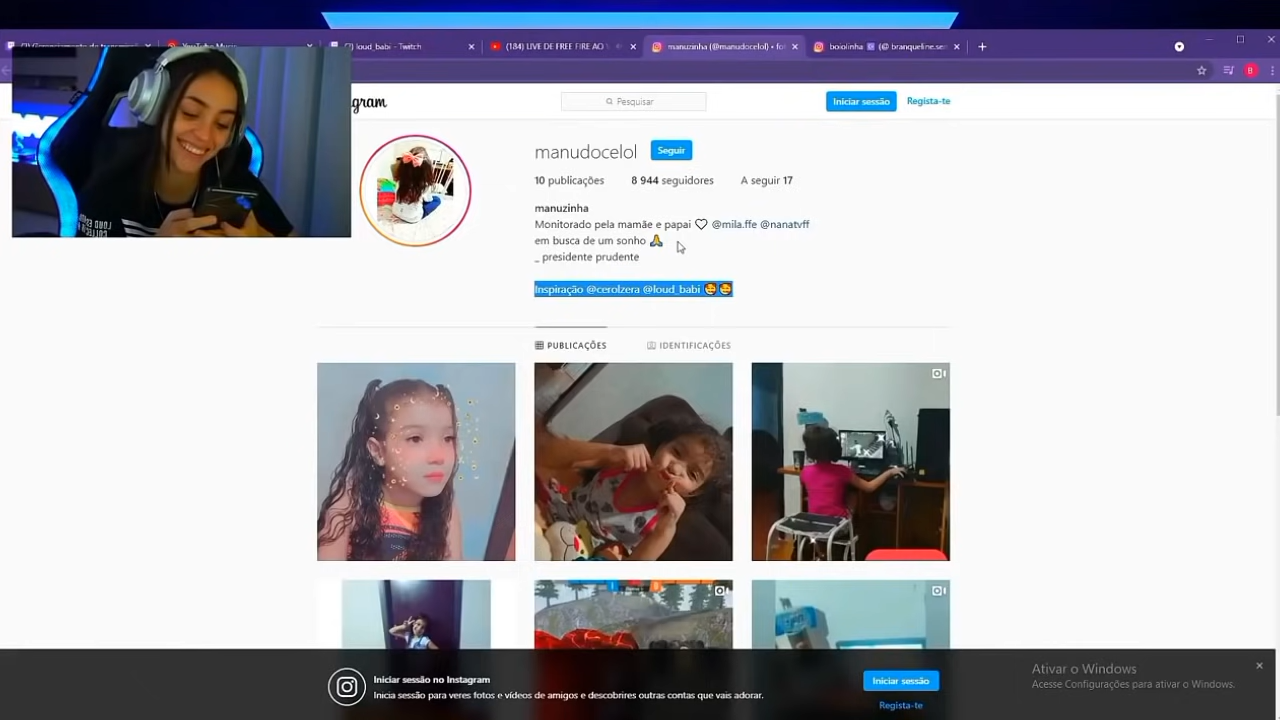 loud_babi - Twitch
(184) LIVE DE FREE FIRE AO
manuzinha (@manudocelol) • fo
boiolinha
(@ branqueline.se
gram
Pesquisar
Iniciar sessão
Regista-te
manudocelol
Seguir
10 publicações
8 944 seguidores
A seguir 17
manuzinha
Monitorado pela mamãe e papai ♡ @mila.ffe @nanatvff
em busca de um sonho 🙏
_ presidente prudente
Inspiração @cerolzera @loud_babi 🥰🥰
PUBLICAÇÕES
IDENTIFICAÇÕES
Iniciar sessão no Instagram
Inicia sessão para veres fotos e vídeos de amigos e descobrires outras contas que vais adorar.
Iniciar sessão
Regista-te
Ativar o Windows
Acesse Configurações para ativar o Windows.